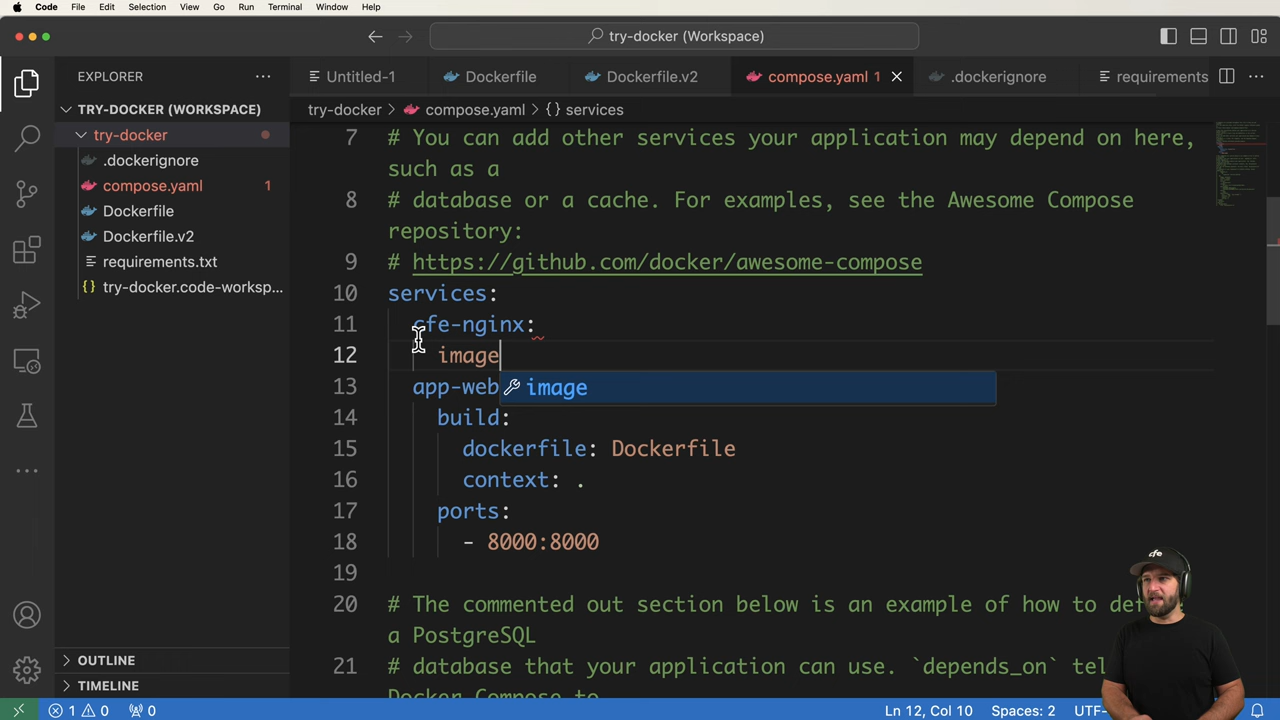 Code File Edit Selection View Go Run Terminal Window Help
try-docker (Workspace)
EXPLORER
Untitled-1 Dockerfile Dockerfile.v2 compose.yaml 1 .dockerignore requirements
TRY-DOCKER (WORKSPACE)
try-docker > compose.yaml > {} services
try-docker
.dockerignore
compose.yaml 1
Dockerfile
Dockerfile.v2
requirements.txt
{} try-docker.code-worksp...
7 # You can add other services your application may depend on here,
such as a
8 # database or a cache. For examples, see the Awesome Compose
repository:
9 # https://github.com/docker/awesome-compose
10 services:
11 cfe-nginx:
12 image
13 app-web image
14 build:
15 dockerfile: Dockerfile
16 context: .
17 ports:
18 - 8000:8000
19
20 # The commented out section below is an example of how to de
a PostgreSQL
21 # database that your application can use. `depends_on` tel
Docker Compose to
cfe
OUTLINE
TIMELINE
1 0 0 Ln 12, Col 10 Spaces: 2 UTF-